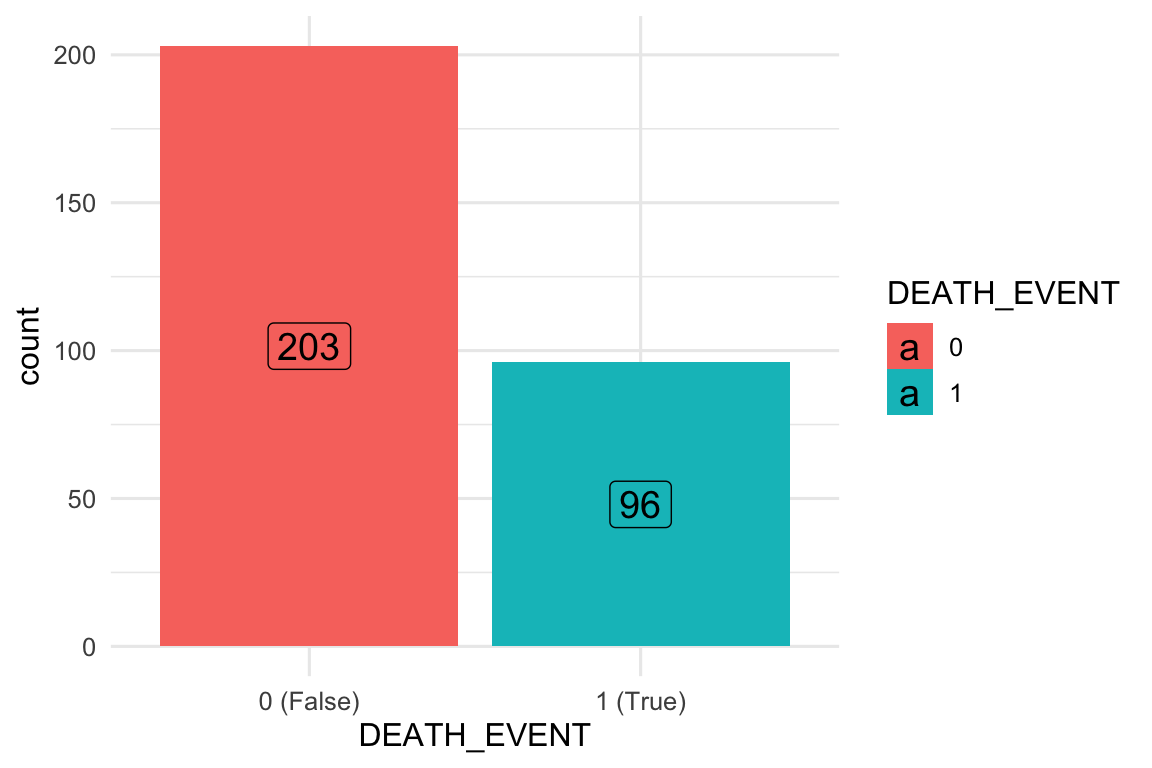 200
150
100
50
0
count
203
96
0 (False)
1 (True)
DEATH_EVENT
DEATH_EVENT
a 0
a 1